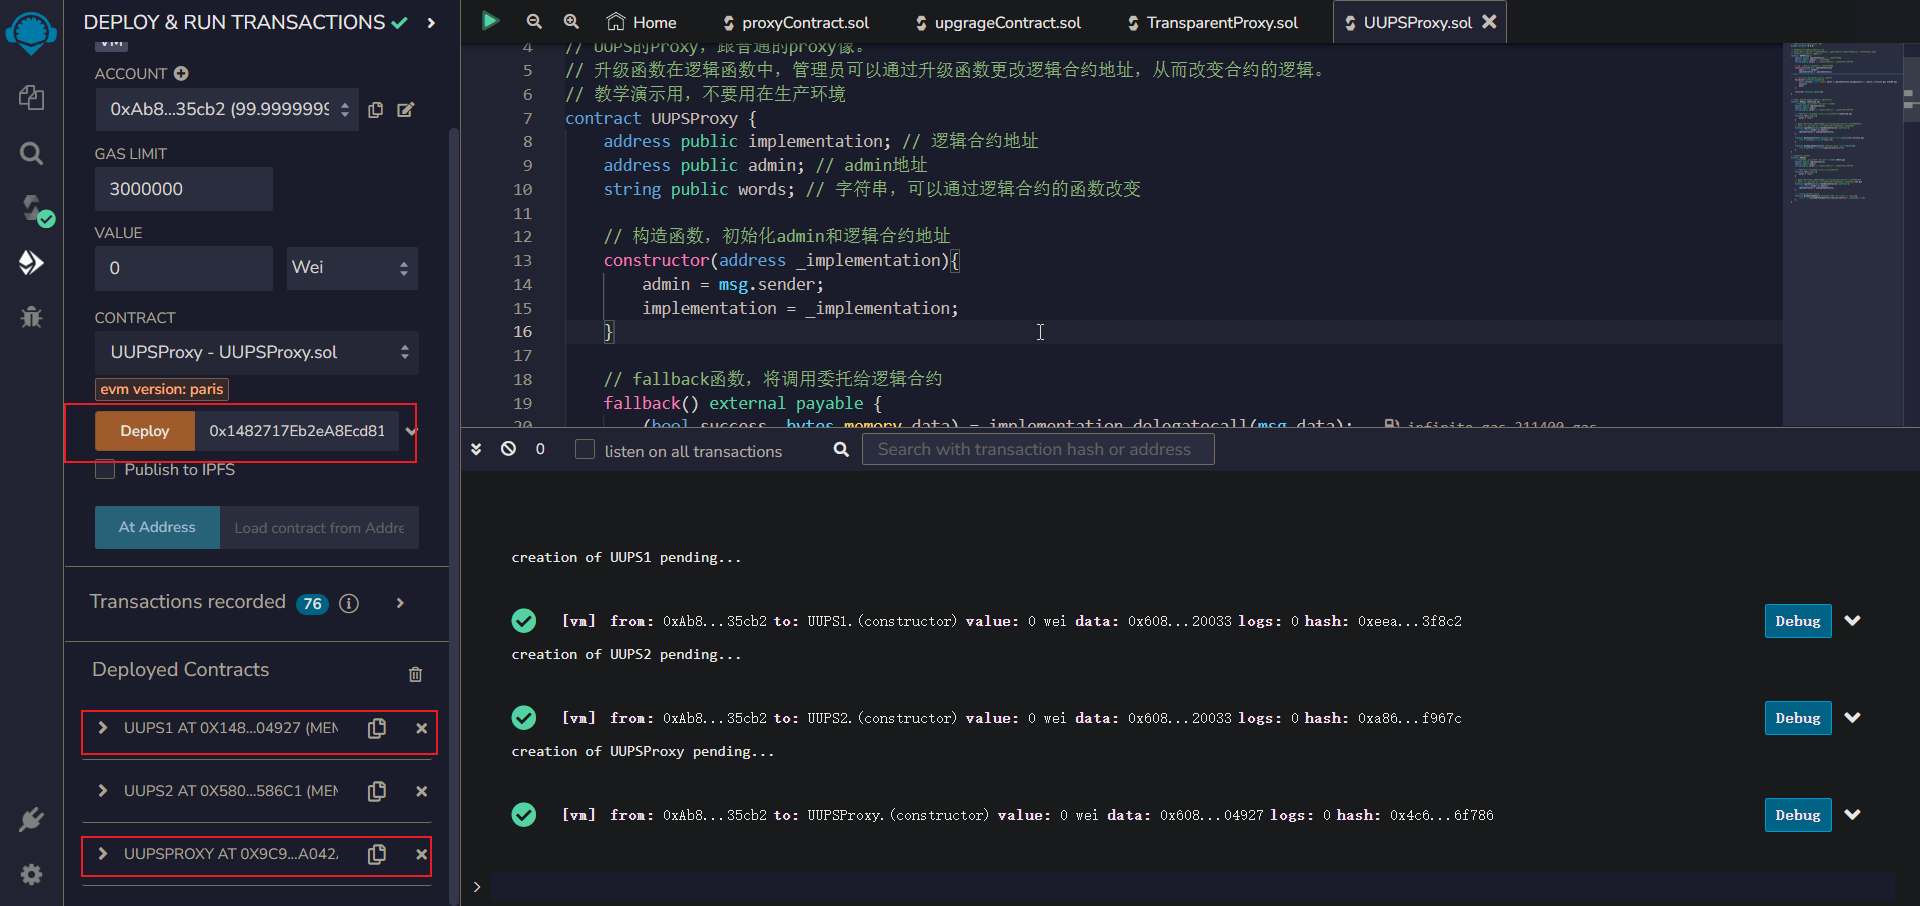 DEPLOY & RUN TRANSACTIONS
VM
ACCOUNT
0xAb8...35cb2 (99.9999999
GAS LIMIT
3000000
VALUE
0
Wei
CONTRACT
UUPSProxy - UUPSProxy.sol
evm version: paris
Deploy
0x1482717Eb2eA8Ecd81
Publish to IPFS
At Address
Load contract from Addre
Transactions recorded 76
Deployed Contracts
UUPS1 AT 0X148...04927 (MEM
UUPS2 AT 0X580...586C1 (MEM
UUPSPROXY AT 0X9C9...A042
Home
proxyContract.sol
upgrageContract.sol
TransparentProxy.sol
UUPSProxy.sol
4 // UUPS的Proxy，跟普通的proxy像。
5 // 升级函数在逻辑函数中，管理员可以通过升级函数更改逻辑合约地址，从而改变合约的逻辑。
6 // 教学演示用，不要用在生产环境
7 contract UUPSProxy {
8 address public implementation; // 逻辑合约地址
9 address public admin; // admin地址
10 string public words; // 字符串，可以通过逻辑合约的函数改变
11
12 // 构造函数，初始化admin和逻辑合约地址
13 constructor(address _implementation){
14 admin = msg.sender;
15 implementation = _implementation;
16 }
17
18 // fallback函数，将调用委托给逻辑合约
19 fallback() external payable {
20 (bool success, bytes memory data) = implementation.delegatecall(msg.data); infinite gas 211400 gas
0
listen on all transactions
Search with transaction hash or address
creation of UUPS1 pending...
[vm] from: 0xAb8...35cb2 to: UUPS1.(constructor) value: 0 wei data: 0x608...20033 logs: 0 hash: 0xeea...3f8c2
Debug
creation of UUPS2 pending...
[vm] from: 0xAb8...35cb2 to: UUPS2.(constructor) value: 0 wei data: 0x608...20033 logs: 0 hash: 0xa86...f967c
Debug
creation of UUPSProxy pending...
[vm] from: 0xAb8...35cb2 to: UUPSProxy.(constructor) value: 0 wei data: 0x608...04927 logs: 0 hash: 0x4c6...6f786
Debug
>